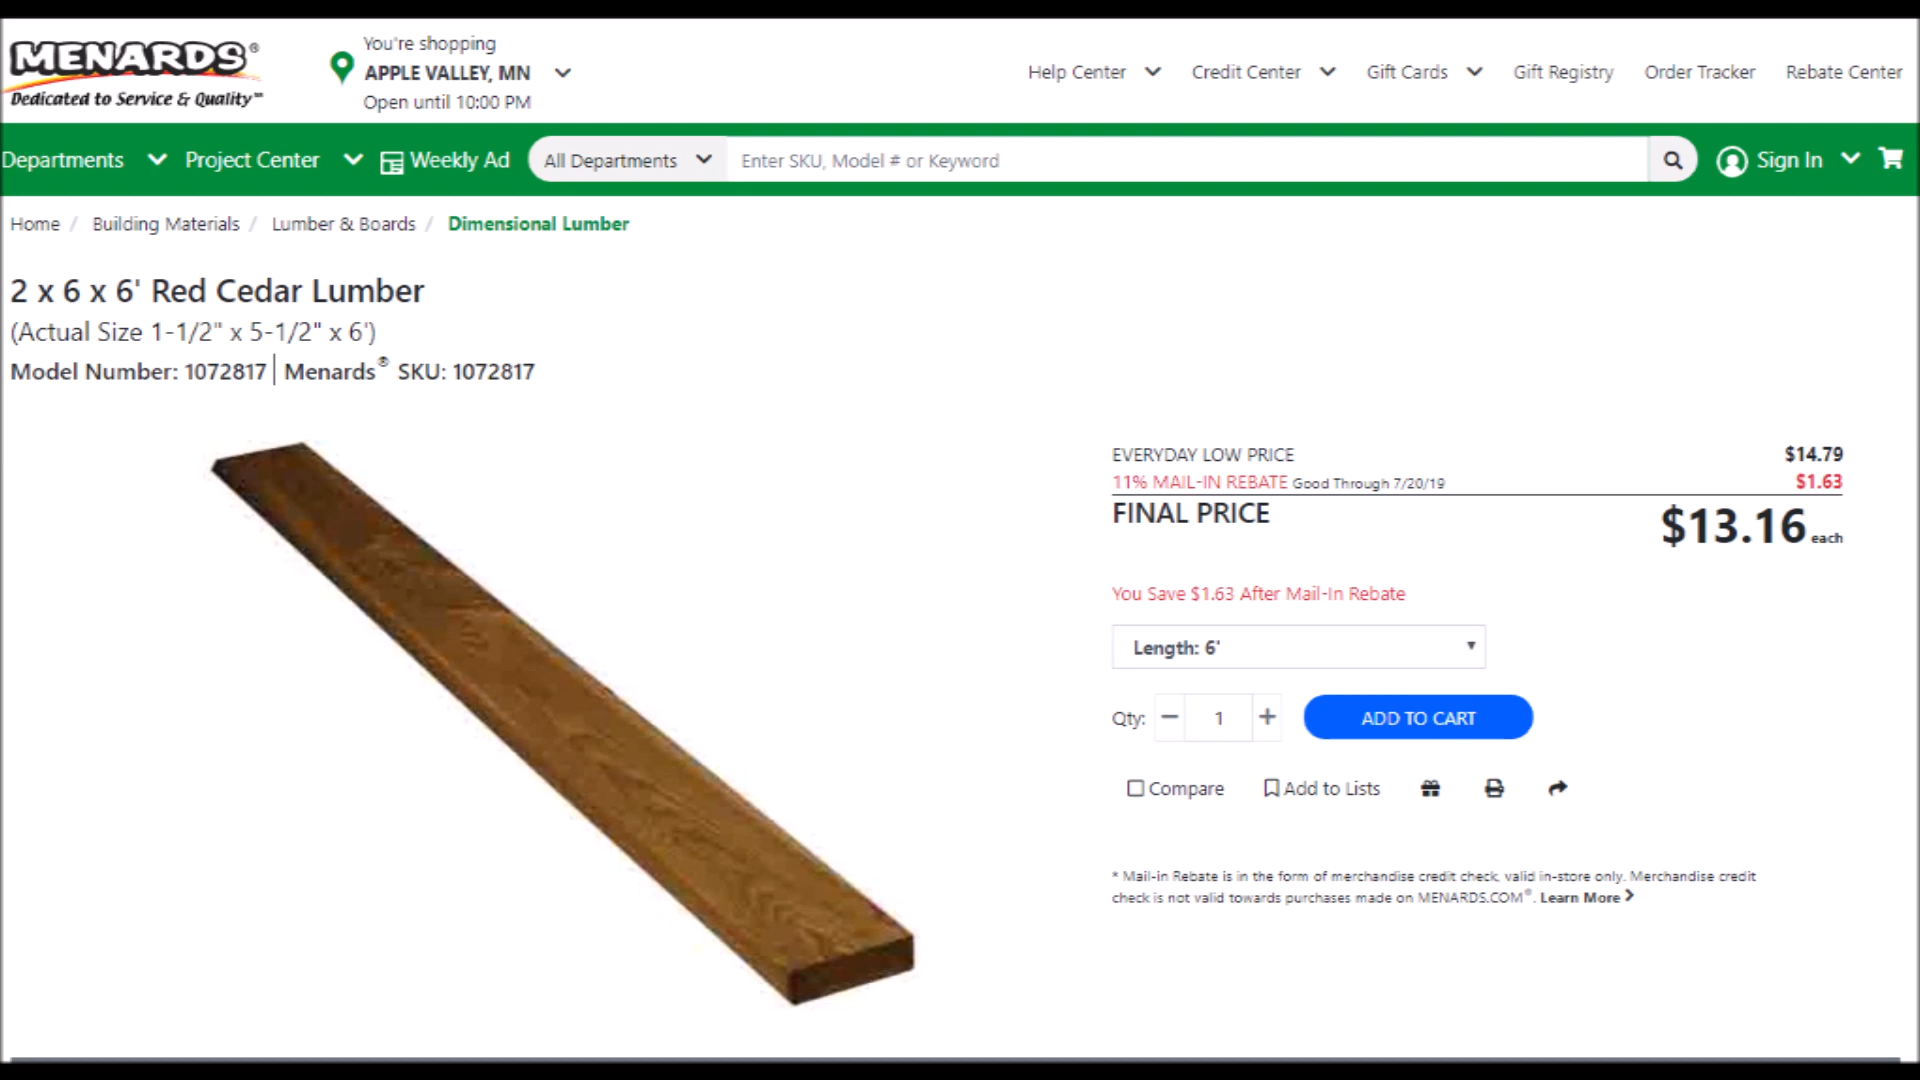 MENARDS®
Dedicated to Service & Quality℠
You're shopping
APPLE VALLEY, MN
Open until 10:00 PM
Help Center Credit Center Gift Cards Gift Registry Order Tracker Rebate Center
Departments Project Center Weekly Ad All Departments Enter SKU, Model # or Keyword Sign In
Home / Building Materials / Lumber & Boards / Dimensional Lumber
2 x 6 x 6' Red Cedar Lumber
(Actual Size 1-1/2" x 5-1/2" x 6')
Model Number: 1072817 | Menards® SKU: 1072817
EVERYDAY LOW PRICE $14.79
11% MAIL-IN REBATE Good Through 7/20/19 $1.63
FINAL PRICE $13.16 each
You Save $1.63 After Mail-In Rebate
Length: 6'
Qty: − 1 + ADD TO CART
Compare Add to Lists
* Mail-in Rebate is in the form of merchandise credit check, valid in-store only. Merchandise credit
check is not valid towards purchases made on MENARDS.COM®. Learn More